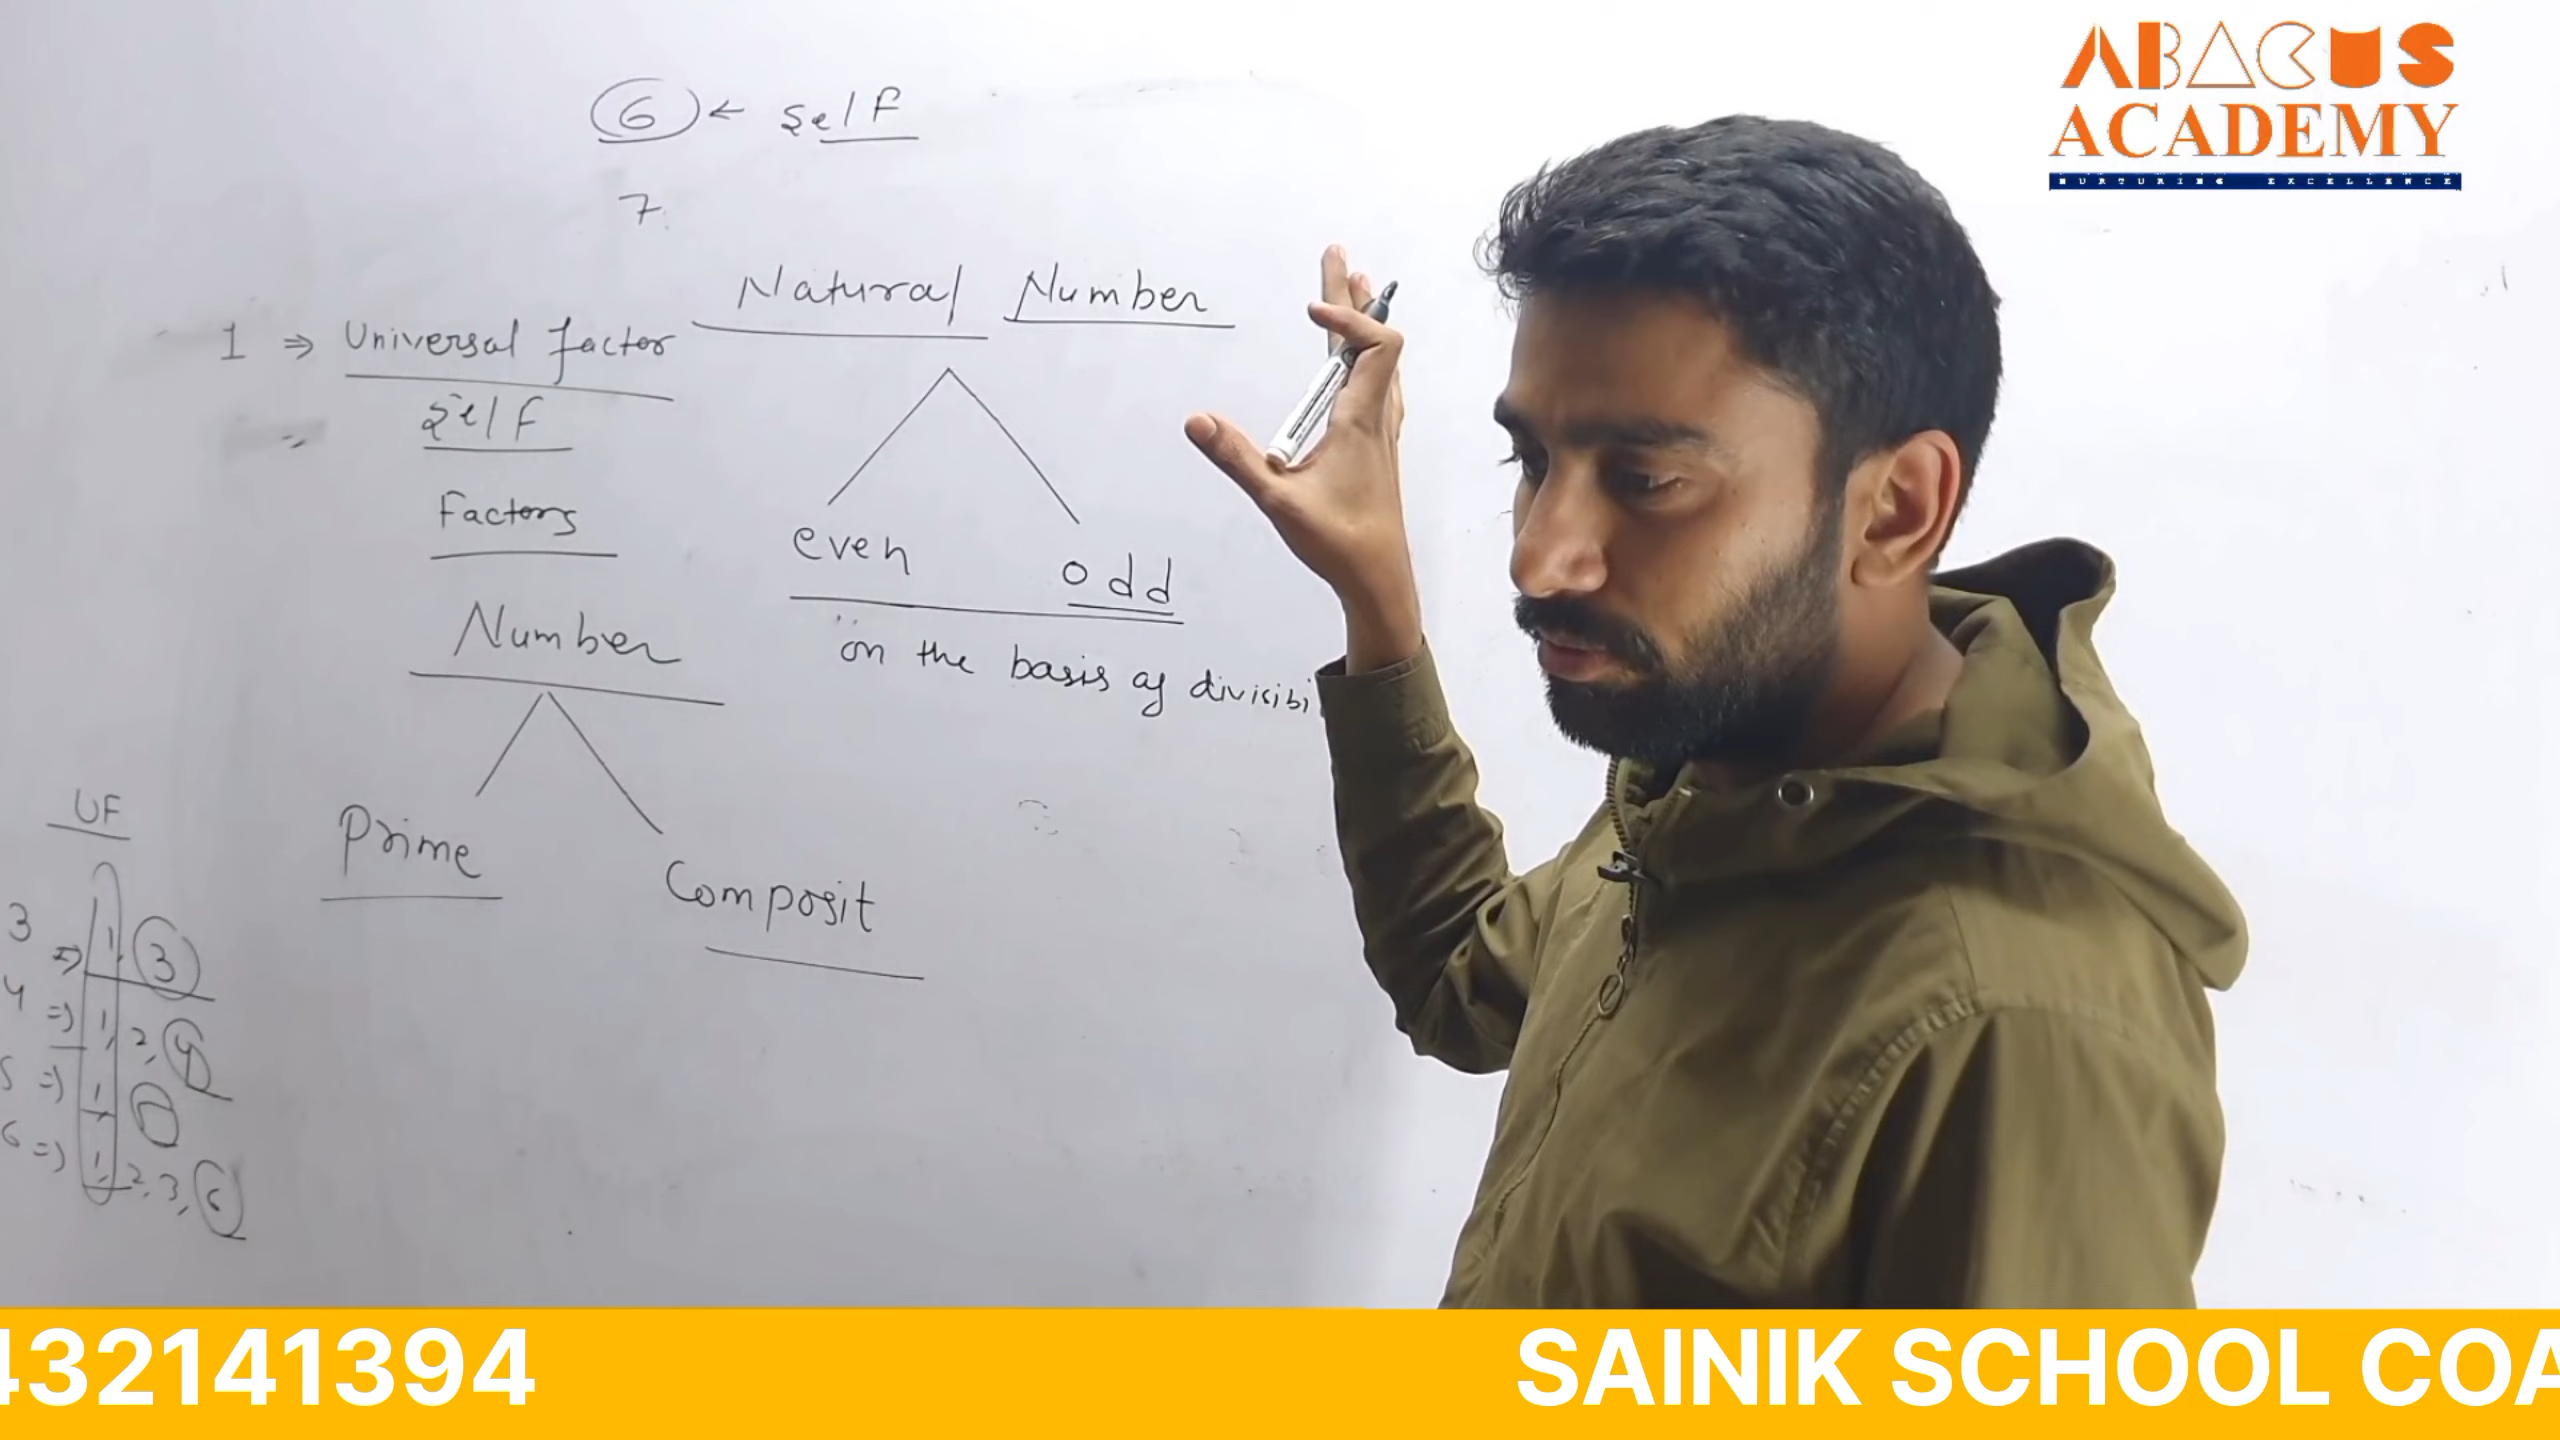 ABACUS
ACADEMY
NURTURING EXCELLENCE
6 ← self
7
Natural Number
1 ⇒ Universal factor
self
Factors
even odd
on the basis of divisibi
Number
Prime
Composit
UF
3 ⇒ 1, 3
4 ⇒ 1, 2, 4
5 ⇒ 1
6 ⇒ 1, 2, 3, 6
432141394
SAINIK SCHOOL COA